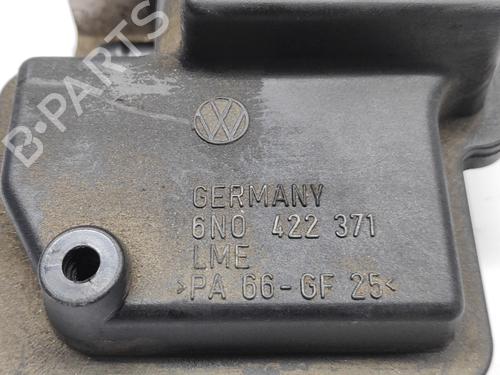 B-PARTS
GERMANY
6N0 422 371
LME
>PA 66-GF 25<